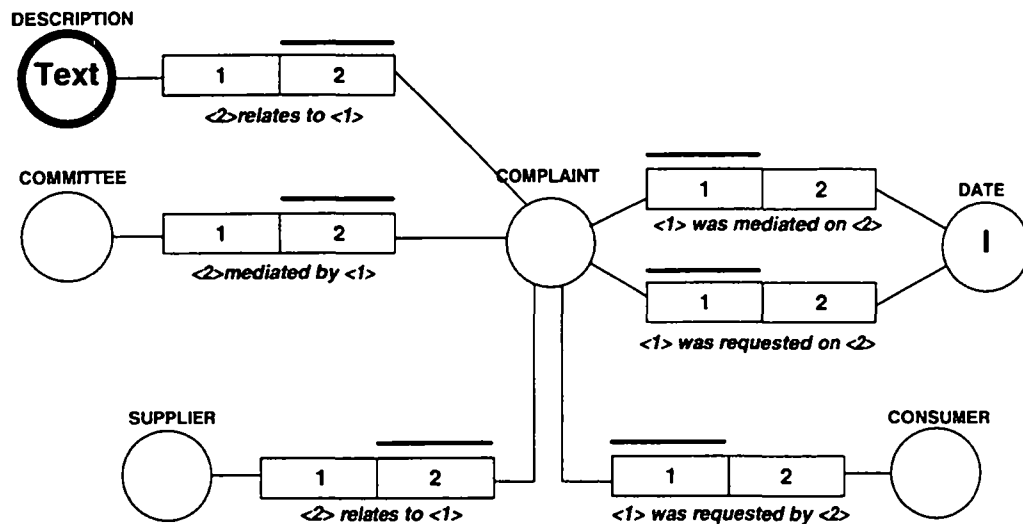 DESCRIPTION
Text
1 2
<2>relates to <1>
COMMITTEE
1 2
<2>mediated by <1>
COMPLAINT
1 2
<1> was mediated on <2>
DATE
I
1 2
<1> was requested on <2>
SUPPLIER
1 2
<2> relates to <1>
1 2
<1> was requested by <2>
CONSUMER